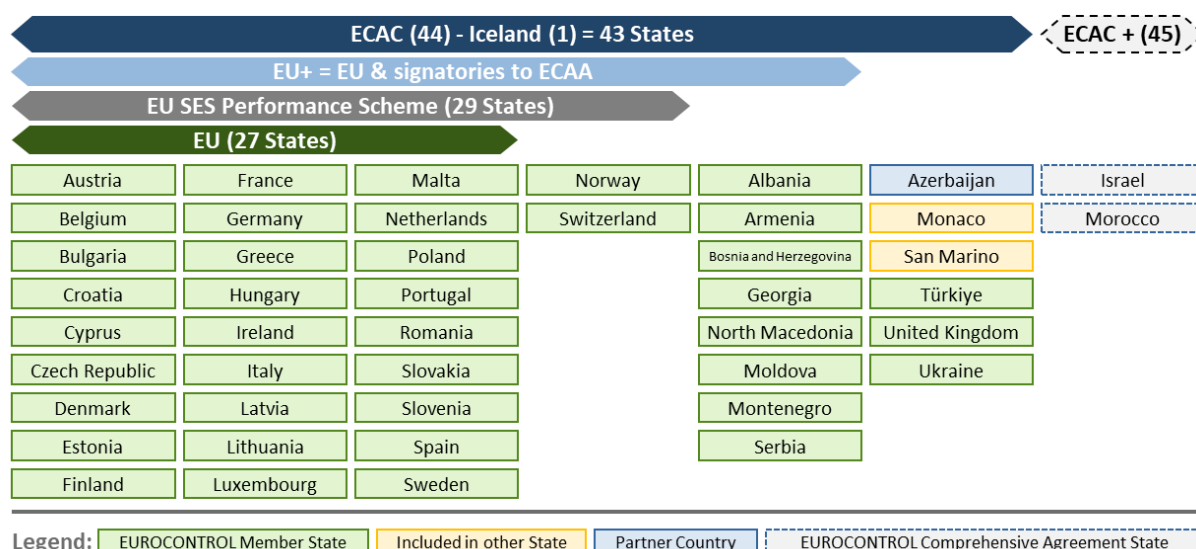 ECAC (44) - Iceland (1) = 43 States
ECAC + (45)
EU+ = EU & signatories to ECAA
EU SES Performance Scheme (29 States)
EU (27 States)
Austria France Malta Norway Albania Azerbaijan Israel
Belgium Germany Netherlands Switzerland Armenia Monaco Morocco
Bulgaria Greece Poland Bosnia and Herzegovina San Marino
Croatia Hungary Portugal Georgia Türkiye
Cyprus Ireland Romania North Macedonia United Kingdom
Czech Republic Italy Slovakia Moldova Ukraine
Denmark Latvia Slovenia Montenegro
Estonia Lithuania Spain Serbia
Finland Luxembourg Sweden
Legend: EUROCONTROL Member State Included in other State Partner Country EUROCONTROL Comprehensive Agreement State